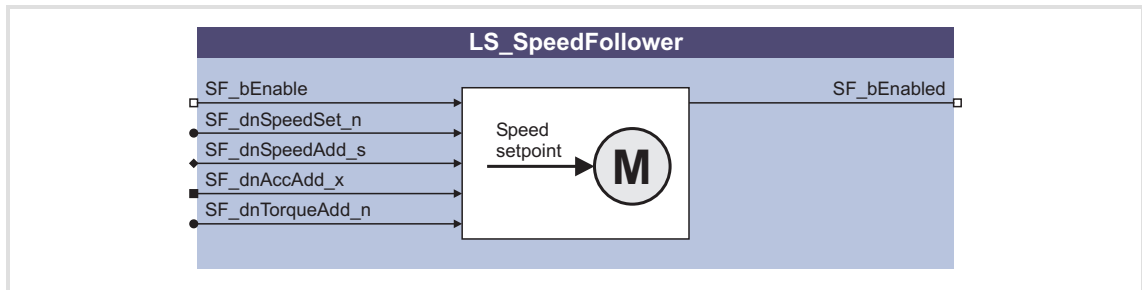 LS_SpeedFollower
SF_bEnable
SF_bEnabled
SF_dnSpeedSet_n
SF_dnSpeedAdd_s
SF_dnAccAdd_x
SF_dnTorqueAdd_n
Speed
setpoint
M